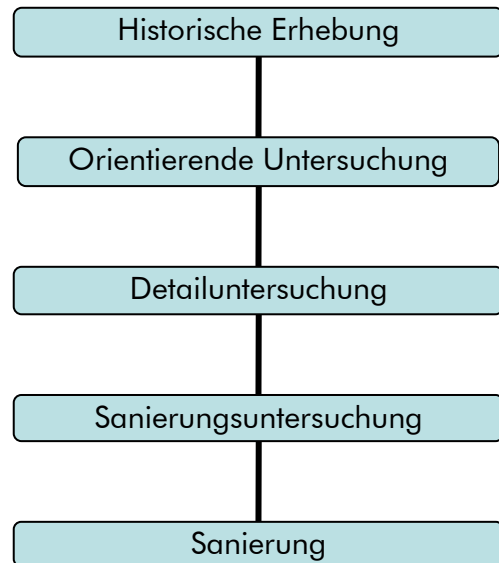 Historische Erhebung
Orientierende Untersuchung
Detailuntersuchung
Sanierungsuntersuchung
Sanierung